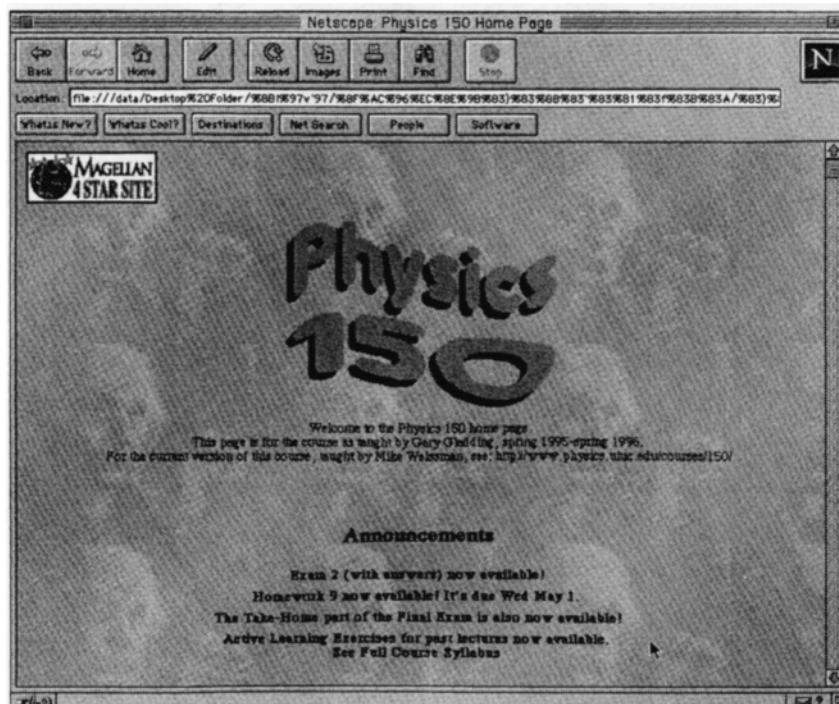 Netscape: Physics 150 Home Page
Back Forward Home Edit Reload Images Print Find Stop
N
Location: file:///data/Desktop%20Folder/
What's New? What's Cool? Destinations Net Search People Software
MAGELLAN
4 STAR SITE
Physics
150
Welcome to the Physics 150 home page
This page is for the course as taught by Gary Gladding, spring 1995-spring 1996.
For the current version of this course, taught by Mike Weissman, see: http://www.physics.uiuc.edu/courses/150/
Announcements
Exam 2 (with answers) now available!
Homework 9 now available! It's due Wed May 1.
The Take-Home part of the Final Exam is also now available!
Active Learning Exercises for past lectures now available.
See Full Course Syllabus